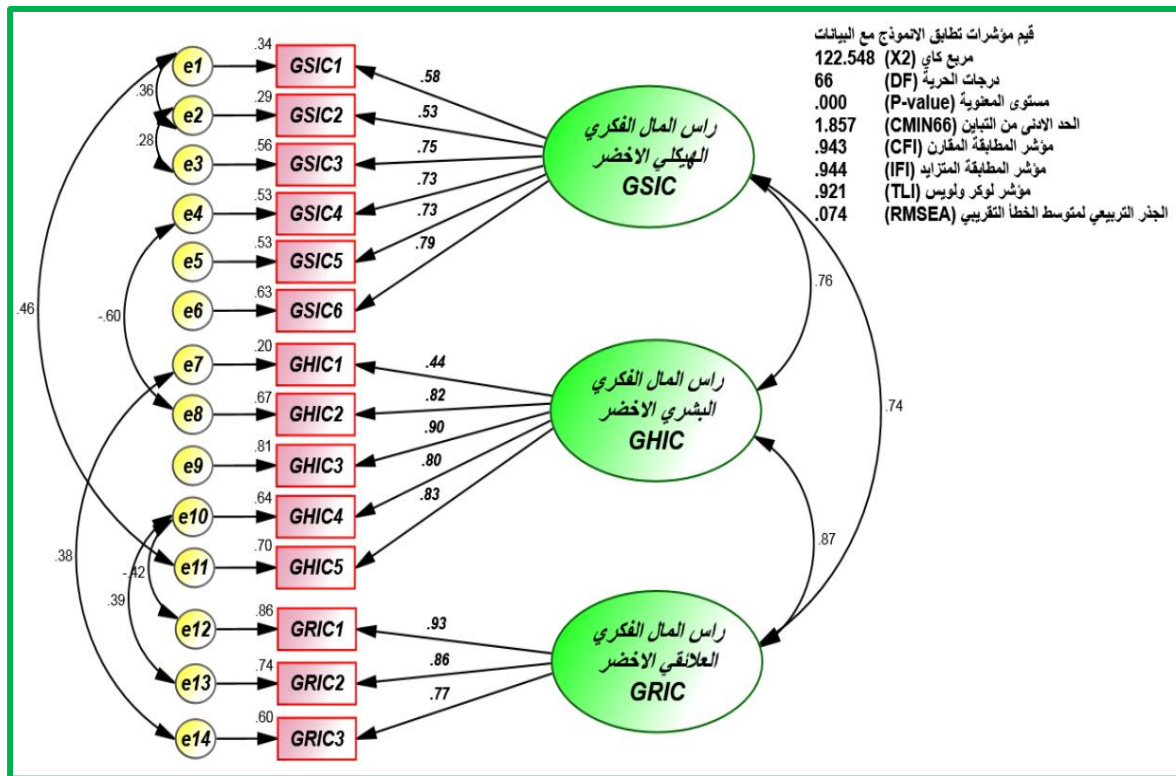 قيم مؤشرات تطابق الانموذج مع البيانات
مربع كاي (X2) 122.548
درجات الحرية (DF) 66
مستوى المعنوية (P-value) .000
الحد الادنى من التباين (CMIN66) 1.857
مؤشر المطابقة المقارن (CFI) .943
مؤشر المطابقة المتزايد (IFI) .944
مؤشر لوكر ولويس (TLI) .921
الجذر التربيعي لمتوسط الخطأ التقريبي (RMSEA) .074
e1 .34 GSIC1 .58
.36
e2 .29 GSIC2 .53
.28
e3 .56 GSIC3 .75
e4 .53 GSIC4 .73
e5 .53 GSIC5 .73
e6 .63 GSIC6 .79
راس المال الفكري
الهيكلي الاخضر
GSIC
.46
-.60
.76
.74
e7 .20 GHIC1 .44
e8 .67 GHIC2 .82
e9 .81 GHIC3 .90
e10 .64 GHIC4 .80
e11 .70 GHIC5 .83
راس المال الفكري
البشري الاخضر
GHIC
.38
-.42
.39
.87
e12 .86 GRIC1 .93
e13 .74 GRIC2 .86
e14 .60 GRIC3 .77
راس المال الفكري
العلائقي الاخضر
GRIC